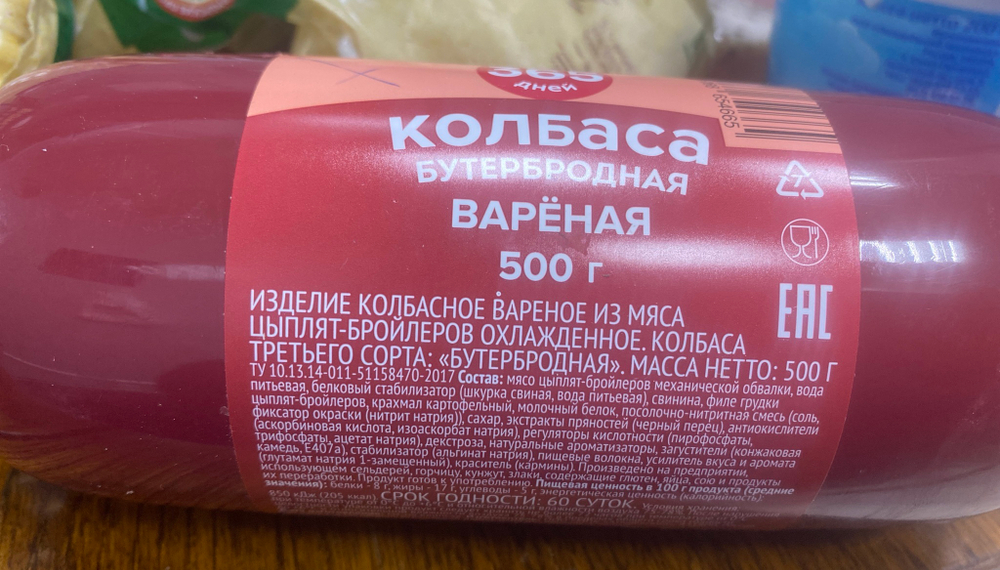 365
дней
колбаса
БУТЕРБРОДНАЯ
ВАРЁНАЯ
500 г
654665
7
EAC
ИЗДЕЛИЕ КОЛБАСНОЕ ВАРЕНОЕ ИЗ МЯСА
ЦЫПЛЯТ-БРОЙЛЕРОВ ОХЛАЖДЕННОЕ. КОЛБАСА
ТРЕТЬЕГО СОРТА: «БУТЕРБРОДНАЯ». МАССА НЕТТО: 500 Г
ТУ 10.13.14-011-51158470-2017 Состав: мясо цыплят-бройлеров механической обвалки, вода
питьевая, белковый стабилизатор (шкурка свиная, вода питьевая), свинина, филе грудки
цыплят-бройлеров, крахмал картофельный, молочный белок, посолочно-нитритная смесь (соль,
фиксатор окраски (нитрит натрия)), сахар, экстракты пряностей (черный перец), антиокислители
(аскорбиновая кислота, изоаскорбат натрия), регуляторы кислотности (пирофосфаты,
трифосфаты, ацетат натрия), декстроза, натуральные ароматизаторы, загустители (конжаковая
камедь, Е407а), стабилизатор (альгинат натрия), пищевые волокна, усилитель вкуса и аромата
(глутамат натрия 1-замещенный), краситель (кармины). Произведено на предприятии,
использующем сельдерей, горчицу, кунжут, злаки, содержащие глютен, яйца, сою и продукты
их переработки. Продукт готов к употреблению. Пищевая ценность в 100 г продукта (средние
значения): белки - 8 г, жиры - 17 г, углеводы - 5 г, энергетическая ценность (калорийность):
850 кДж (205 ккал) СРОК ГОДНОСТИ: 60 СУТОК. Условия хранения